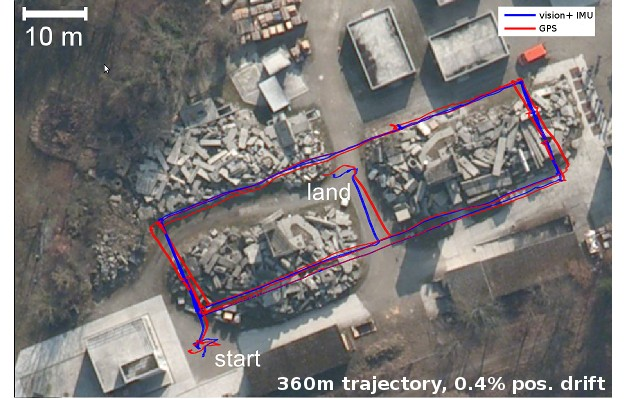 10 m
vision+ IMU
GPS
land
start
360m trajectory, 0.4% pos. drift